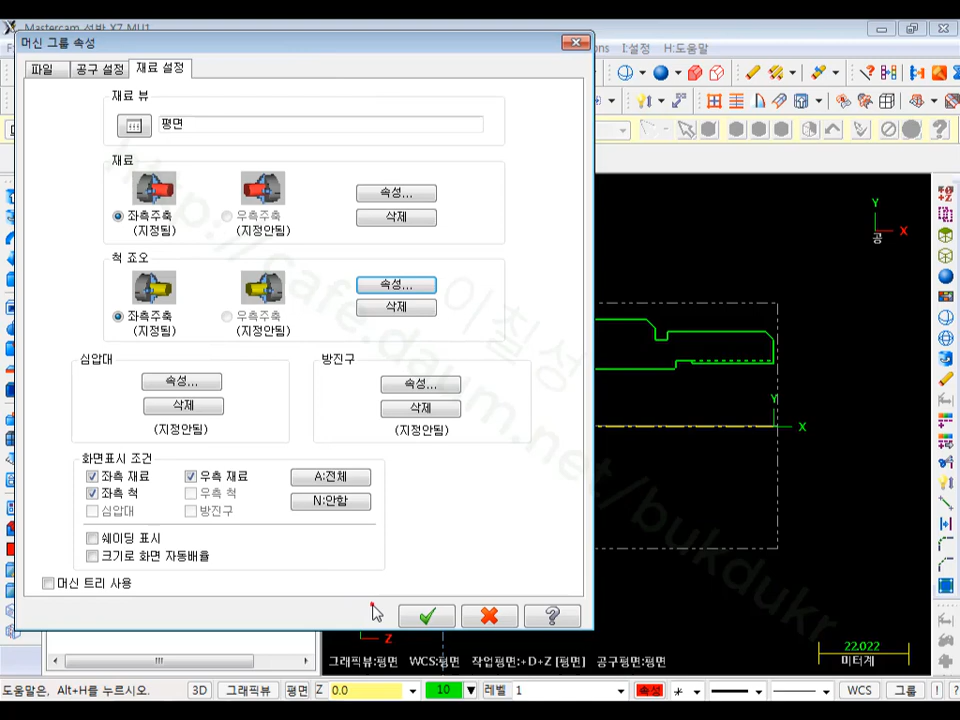 Mastercam 선반 X7 MU1
머신 그룹 속성
ons I:설정 H:도움말
파일 공구 설정 재료 설정
재료 뷰
평면
재료
속성...
좌측주축 우측주축 삭제
(지정안됨) (지정안됨)
척 죠오
속성...
좌측주축 우측주축 삭제
(지정됨) (지정안됨)
심압대 방진구
속성... 속성...
삭제 삭제
(지정안됨) (지정안됨)
화면표시 조건
좌측 재료 우측 재료 A:전체
좌측 척 우측 척 N:안함
심압대 방진구
쉐이딩 표시
크기로 화면 자동배율
머신 트리 사용
Y
X
공
Y
X
Z
22.022
미터계
그래픽뷰:평면 WCS:평면 작업평면:+D+Z [평면] 공구평면:평면
도움말은, Alt+H를 누르시오. 3D 그래픽뷰 평면 Z 0.0 10 레벨 1 속성 WCS 그룹 ! ?
http://cafe.daum.net/bukdukr
이칠성